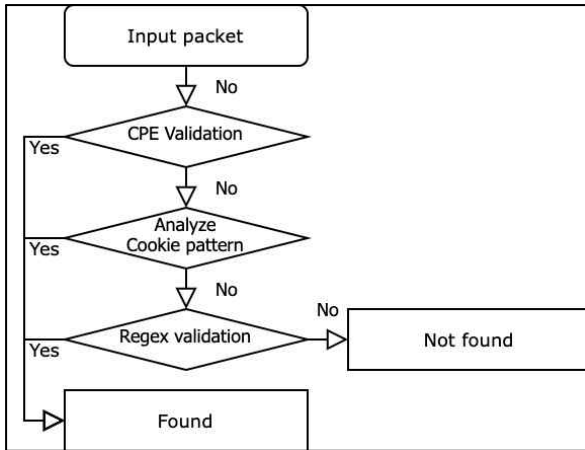 Input packet
No
CPE Validation
Yes
No
Analyze
Cookie pattern
Yes
No
No
Regex validation
Not found
Yes
Found